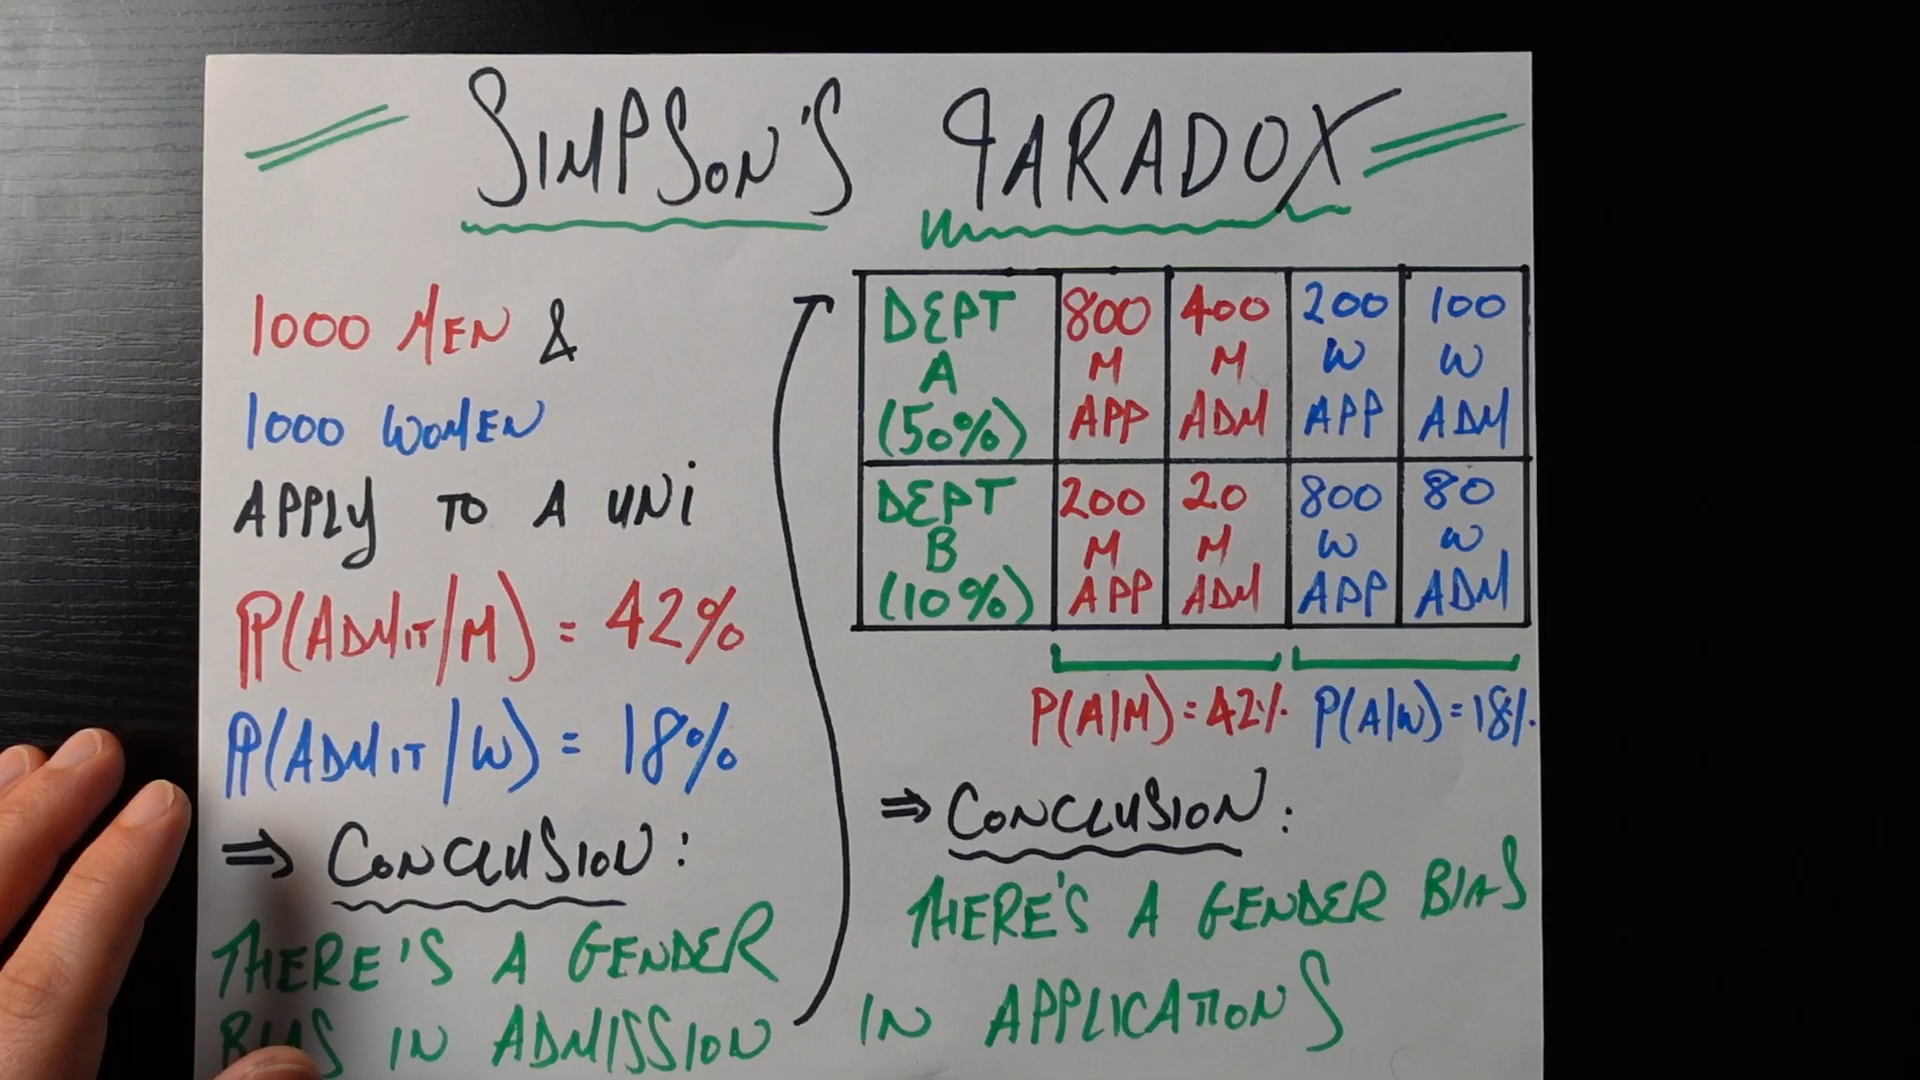 SIMPSON'S PARADOX
1000 MEN &
1000 WOMEN
APPLY TO A UNI
P(ADMIT/M) = 42%
P(ADMIT/W) = 18%
⇒ CONCLUSION:
THERE'S A GENDER
BIAS IN ADMISSION
DEPT A (50%) 800 M APP 400 M ADM 200 W APP 100 W ADM
DEPT B (10%) 200 M APP 20 M ADM 800 W APP 80 W ADM
P(A|M) = 42% P(A|W) = 18%
⇒ CONCLUSION:
THERE'S A GENDER BIAS
IN APPLICATIONS